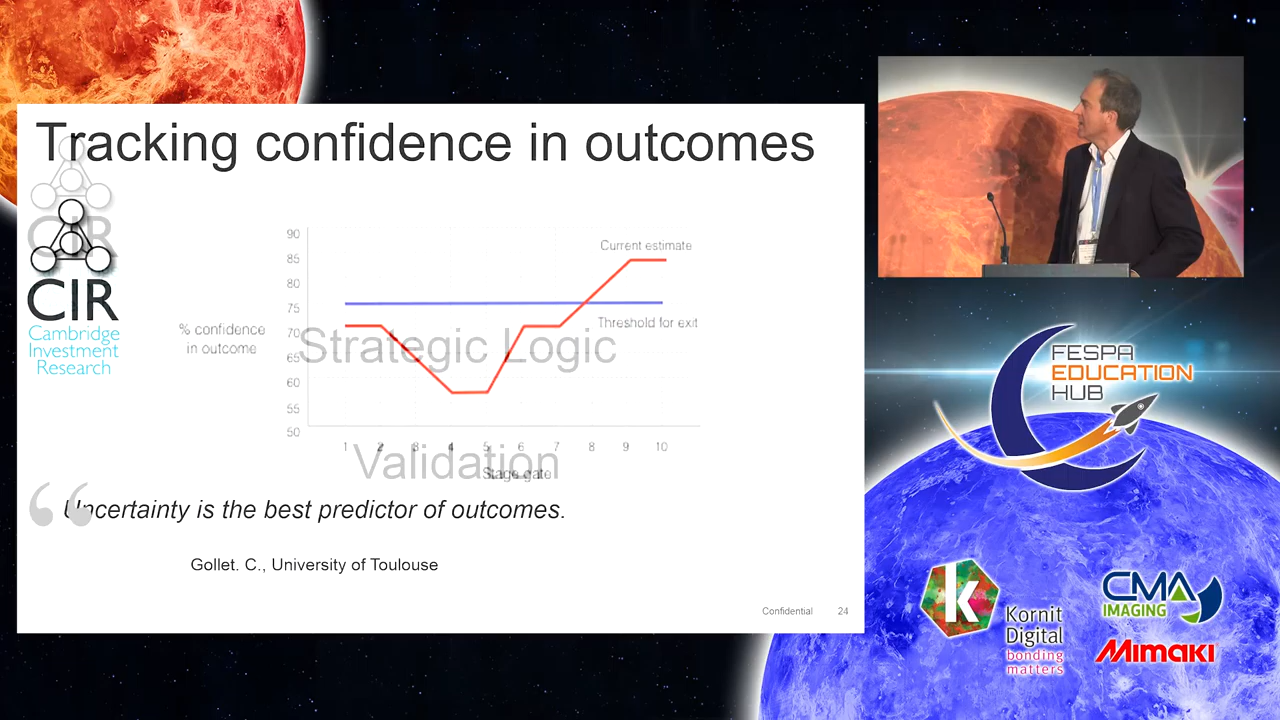 Tracking confidence in outcomes
CIR
CIR
Cambridge
Investment
Research
90
85
80
75
70
65
60
55
50
% confidence
in outcome
Current estimate
Threshold for exit
Strategic Logic
1 2 3 4 5 6 7 8 9 10
Validation
Stage gate
“ Uncertainty is the best predictor of outcomes.
Gollet. C., University of Toulouse
Confidential 24
FESPA
EDUCATION
HUB
k
Kornit
Digital
bonding
matters
CMA
IMAGING
Mimaki